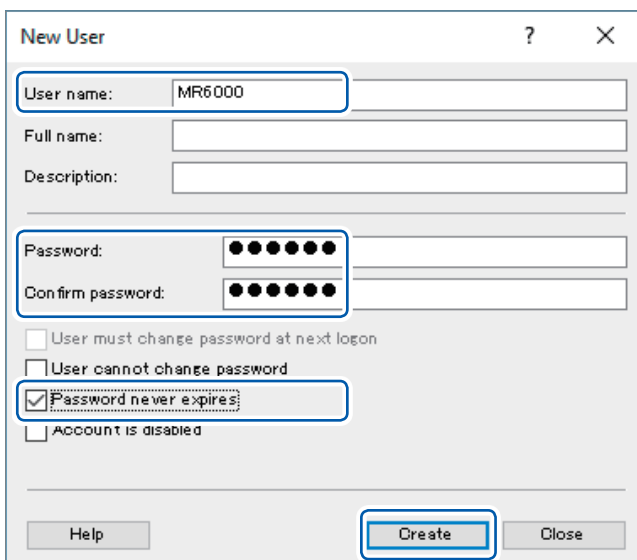 New User ? ×
User name: MR6000
Full name:
Description:
Password: ●●●●●●
Confirm password: ●●●●●●
User must change password at next logon
User cannot change password
Password never expires
Account is disabled
Help Create Close